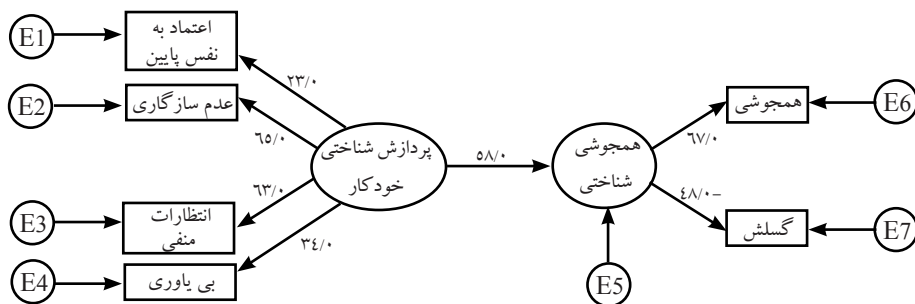 E1
اعتماد به
نفس پایین
۲۳/۰
E2
عدم سازگاری
۶۵/۰
E3
انتظارات
منفی
۶۳/۰
E4
بی یاوری
۳۴/۰
پردازش شناختی
خودکار
۵۸/۰
همجوشی
شناختی
E5
همجوشی
۶۷/۰
E6
گسلش
۴۸/۰−
E7